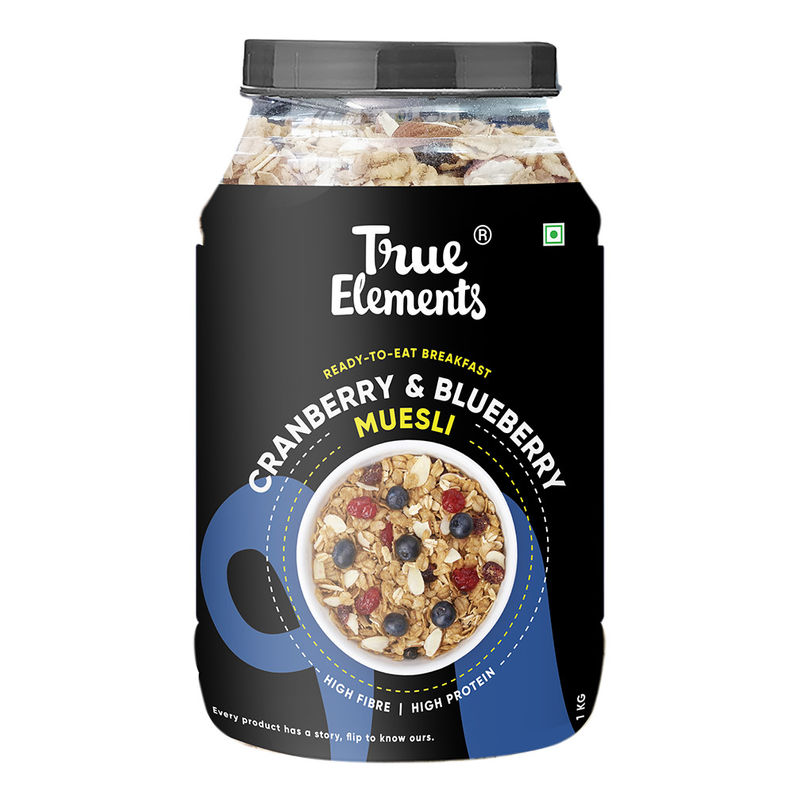 True ®
Elements
READY-TO-EAT BREAKFAST
CRANBERRY & BLUEBERRY
MUESLI
HIGH FIBRE | HIGH PROTEIN
Every product has a story, flip to know ours.
1 KG